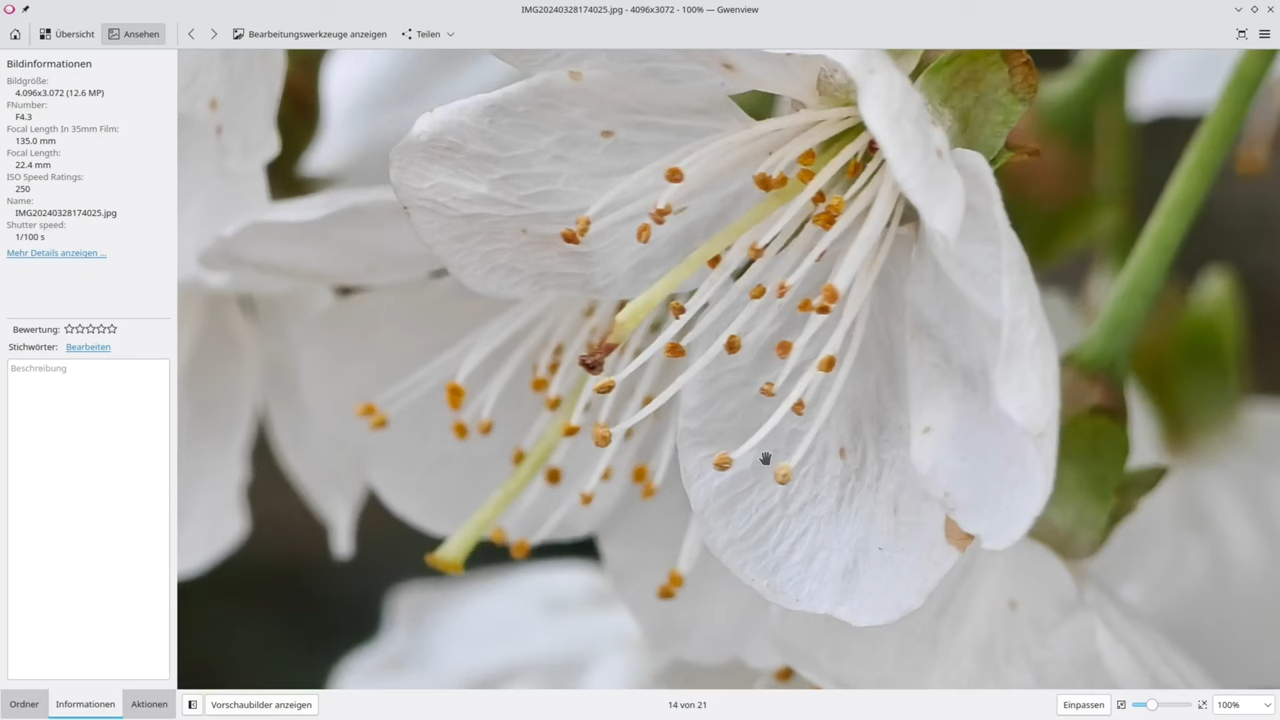 IMG20240328174025.jpg - 4096x3072 - 100% — Gwenview
Übersicht
Ansehen
Bearbeitungswerkzeuge anzeigen
Teilen
Bildinformationen
Bildgröße:
4.096x3.072 (12.6 MP)
FNumber:
F4.3
Focal Length In 35mm Film:
135.0 mm
Focal Length:
22.4 mm
ISO Speed Ratings:
250
Name:
IMG20240328174025.jpg
Shutter speed:
1/100 s
Mehr Details anzeigen ...
Bewertung:
Stichwörter: Bearbeiten
Beschreibung
Ordner
Informationen
Aktionen
Vorschaubilder anzeigen
14 von 21
Einpassen
100%